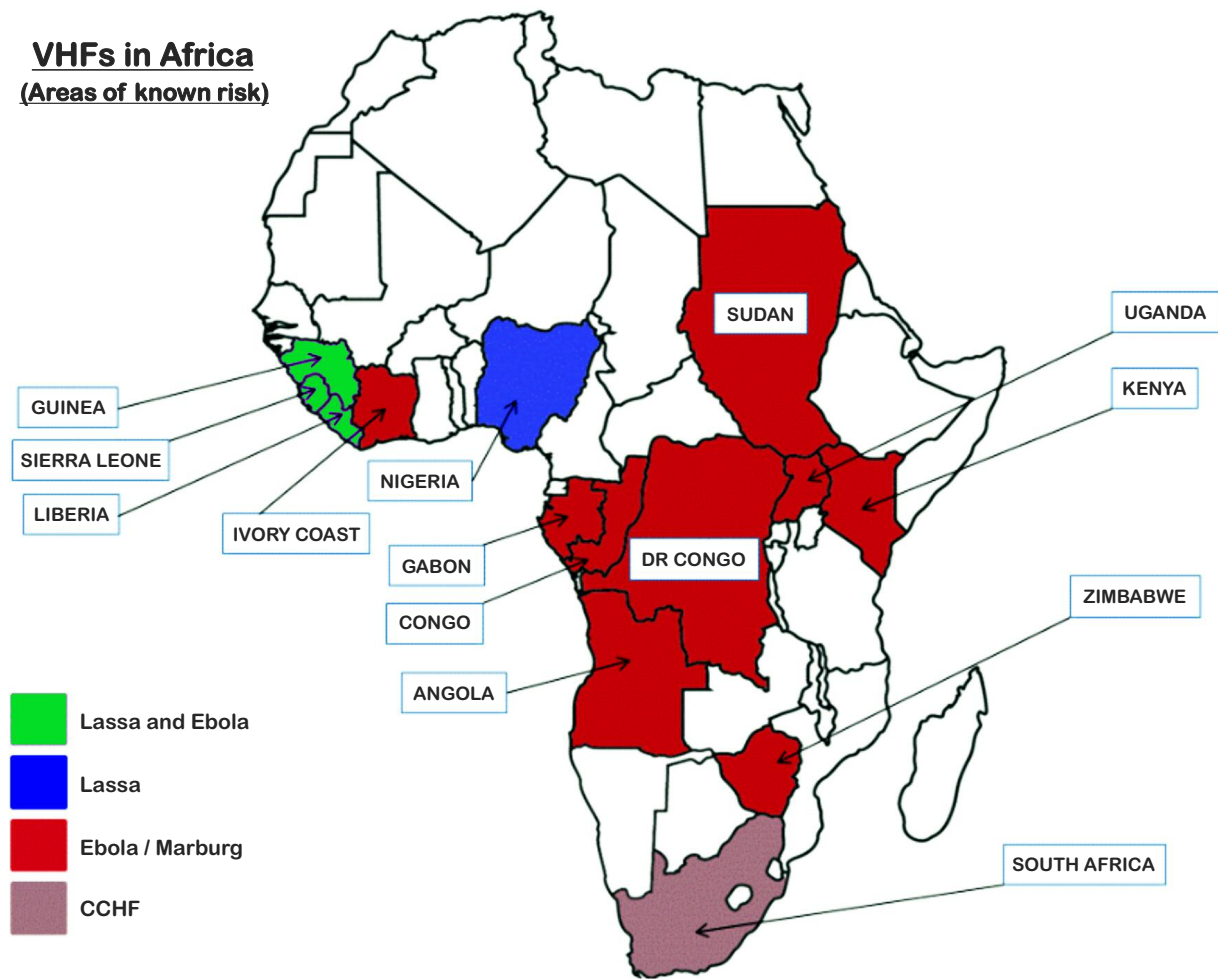 VHFs in Africa
(Areas of known risk)
SUDAN
UGANDA
KENYA
GUINEA
SIERRA LEONE
LIBERIA
IVORY COAST
NIGERIA
GABON
CONGO
DR CONGO
ANGOLA
ZIMBABWE
SOUTH AFRICA
Lassa and Ebola
Lassa
Ebola / Marburg
CCHF